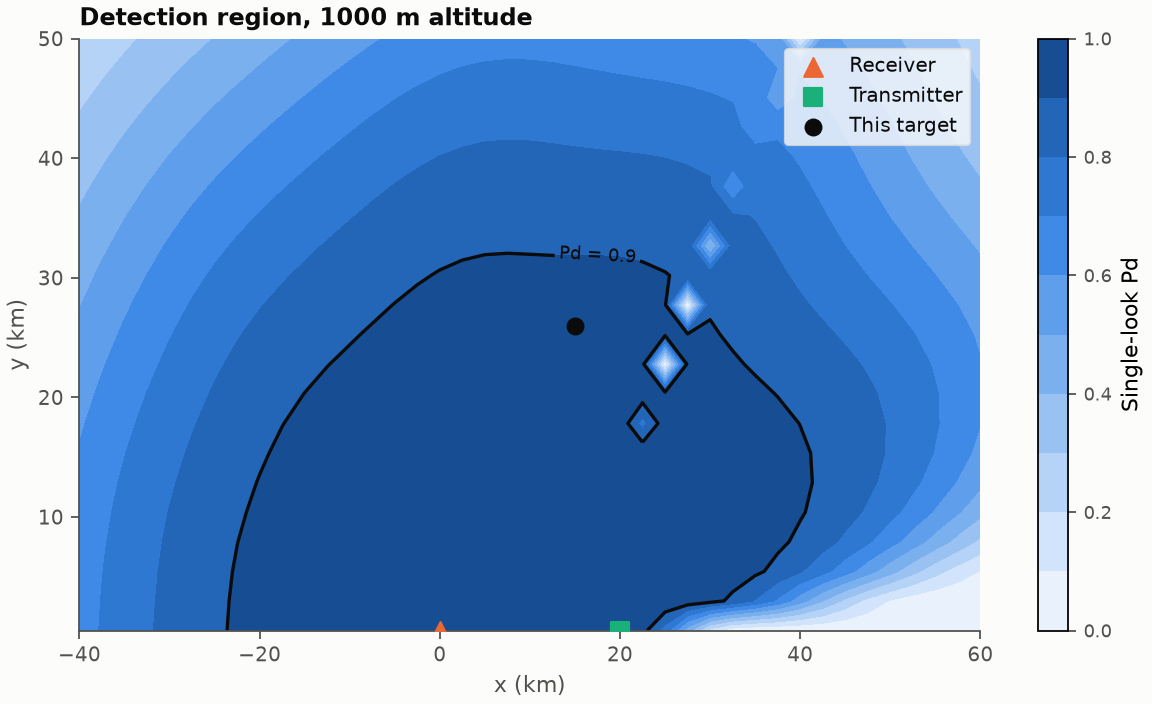 Detection region, 1000 m altitude
50
40
30
20
10
y (km)
−40
−20
0
20
40
60
x (km)
Receiver
Transmitter
This target
Pd = 0.9
1.0
0.8
0.6
0.4
0.2
0.0
Single-look Pd